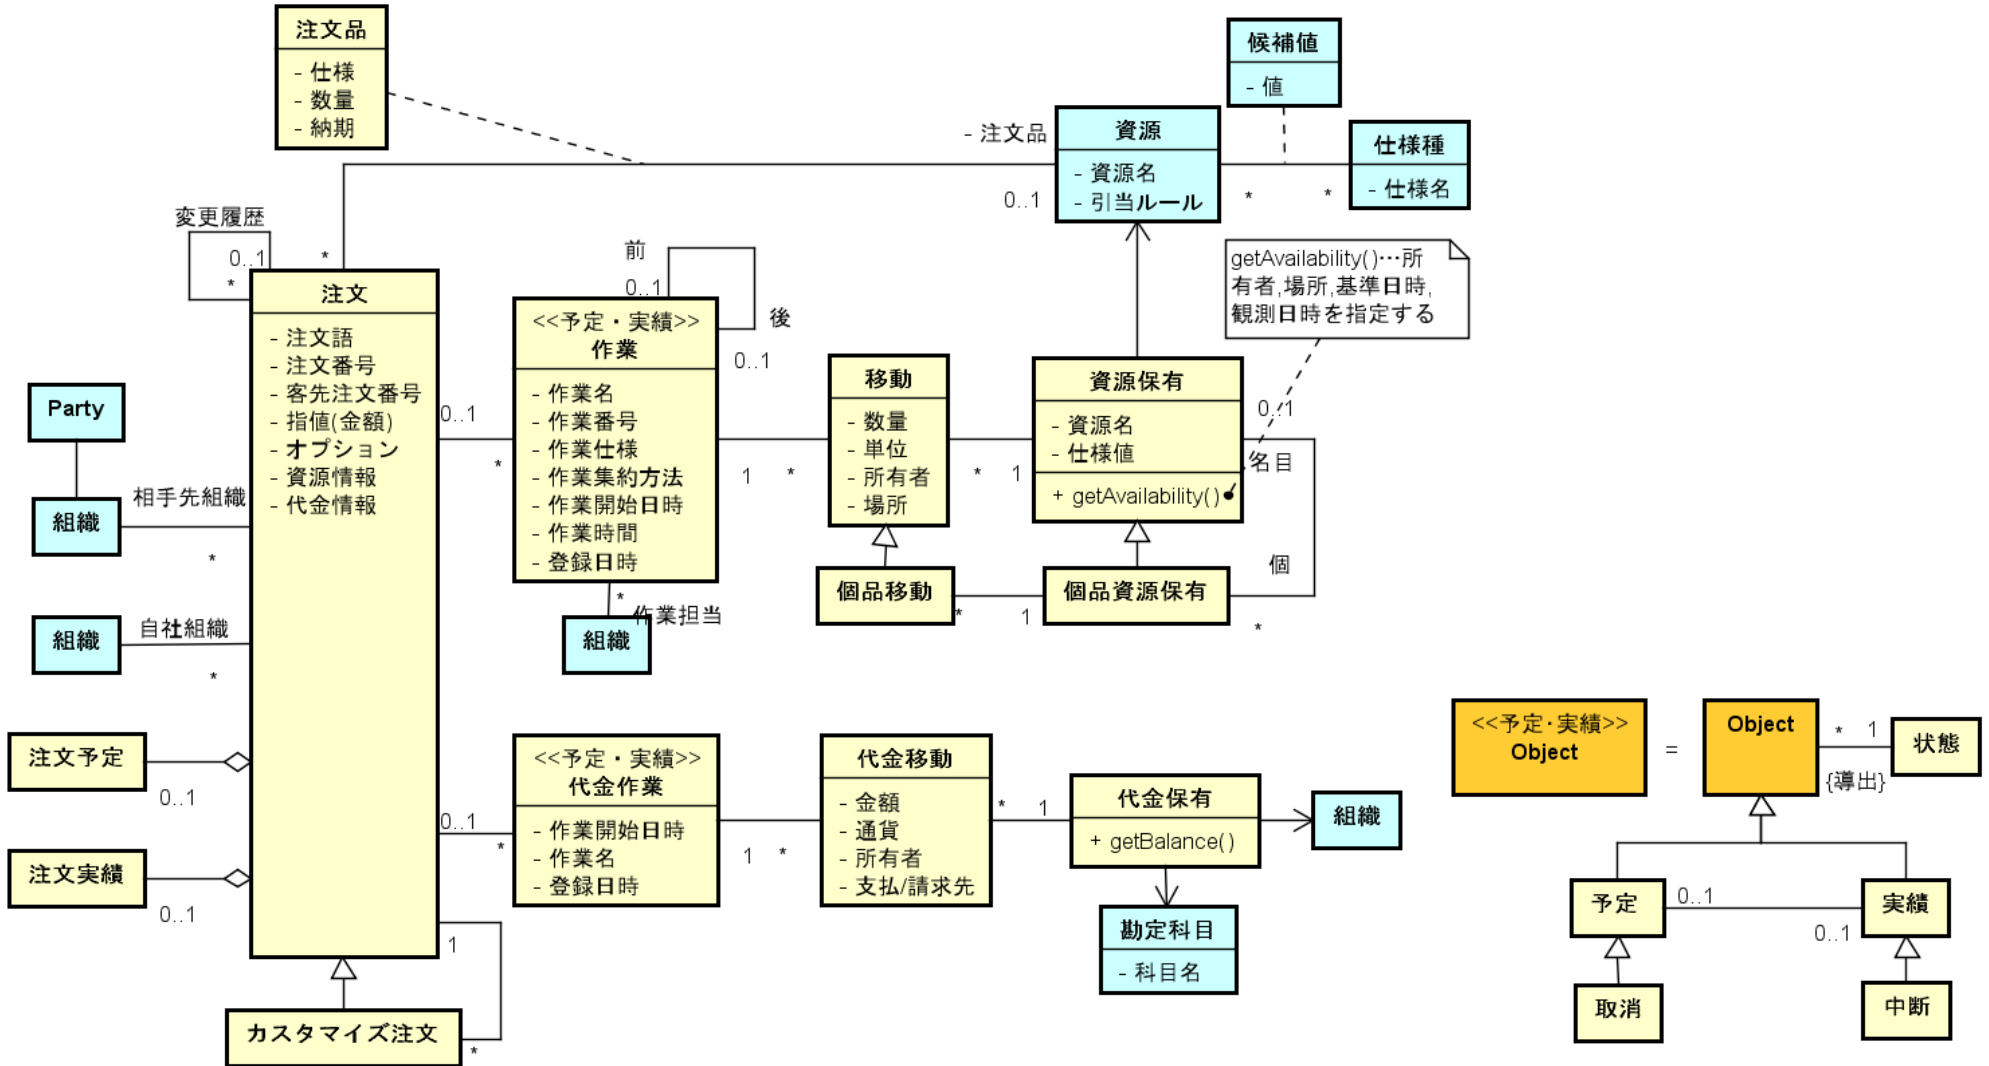 注文品
- 仕様
- 数量
- 納期
候補値
- 値
- 注文品
資源
- 資源名
- 引当ルール
0..1
*
*
仕様種
- 仕様名
変更履歴
0..1
*
*
前
0..1
後
0..1
getAvailability()…所
有者,場所,基準日時,
観測日時を指定する
注文
- 注文語
- 注文番号
- 客先注文番号
- 指値(金額)
- オプション
- 資源情報
- 代金情報
<<予定・実績>>
作業
- 作業名
- 作業番号
- 作業仕様
- 作業集約方法
- 作業開始日時
- 作業時間
- 登録日時
0..1
*
1
*
移動
- 数量
- 単位
- 所有者
- 場所
*
1
資源保有
- 資源名
- 仕様値
+ getAvailability()
0..1
名目
個
*
Party
組織
相手先組織
*
組織
自社組織
*
*
作業担当
組織
個品移動
*
1
個品資源保有
注文予定
0..1
注文実績
0..1
0..1
*
<<予定・実績>>
代金作業
- 作業開始日時
- 作業名
- 登録日時
1
*
代金移動
- 金額
- 通貨
- 所有者
- 支払/請求先
*
1
代金保有
+ getBalance()
組織
勘定科目
- 科目名
1
*
カスタマイズ注文
<<予定・実績>>
Object
=
Object
*
1
{導出}
状態
予定
0..1
0..1
実績
取消
中断